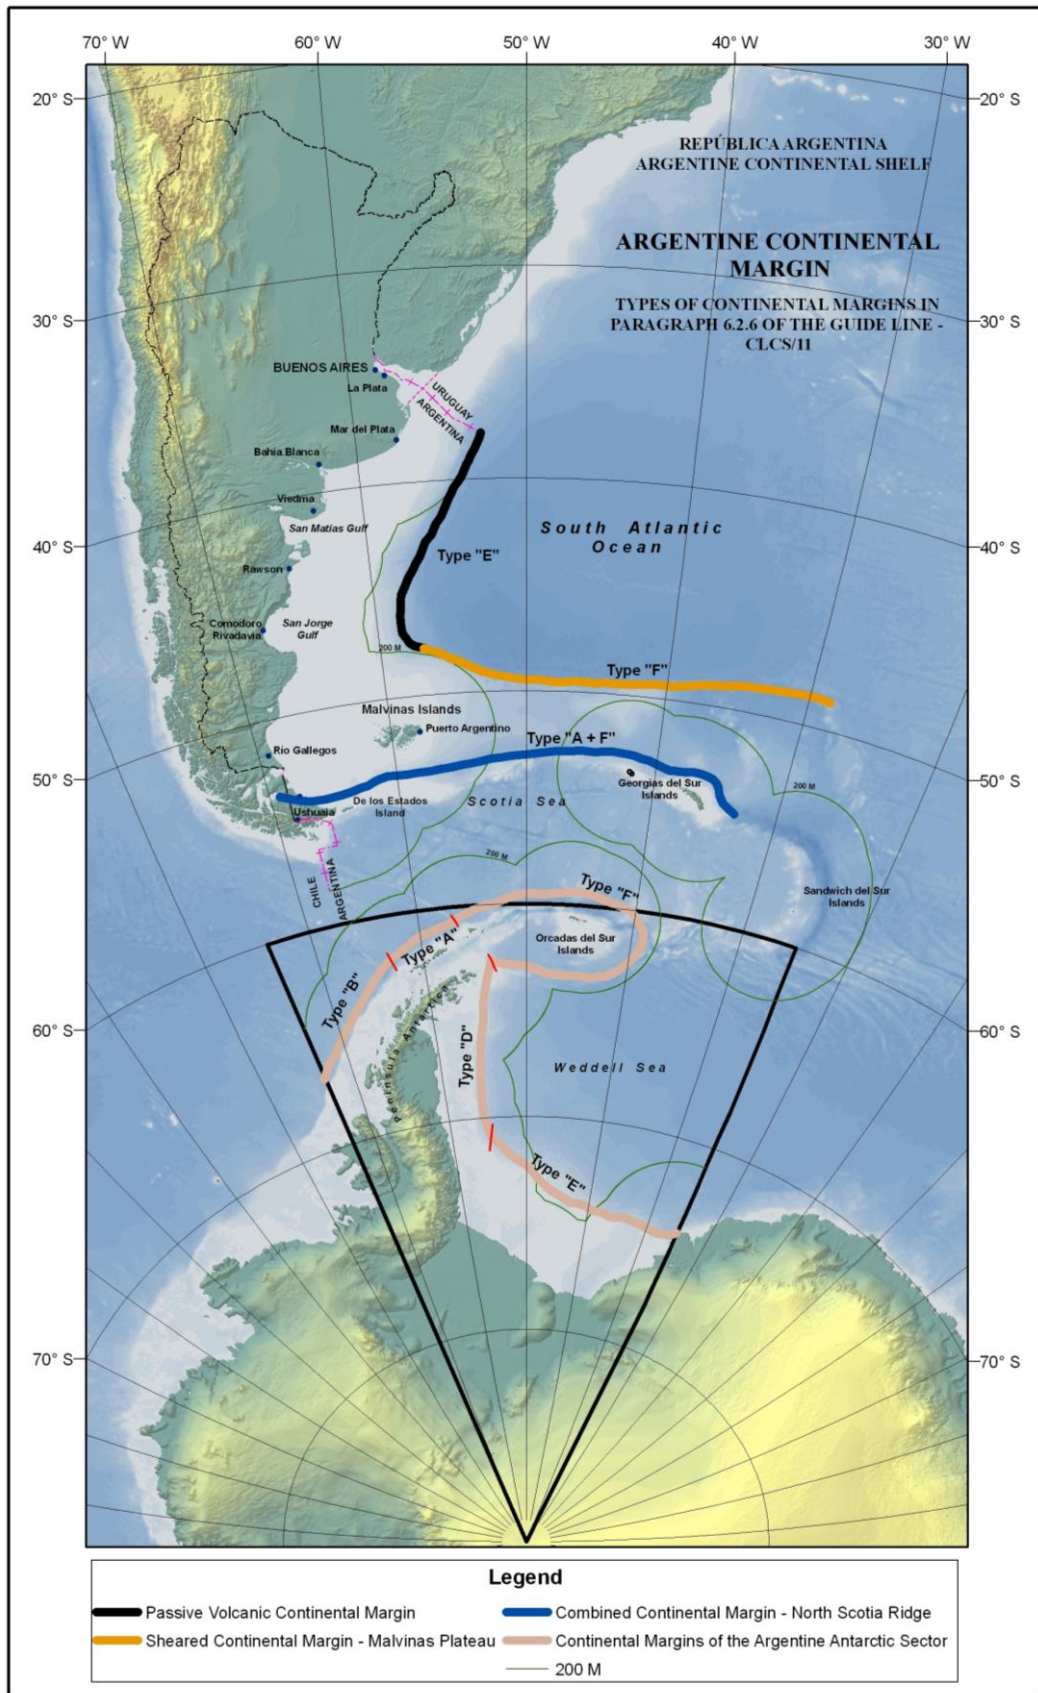 70° W
60° W
50° W
40° W
30° W
20° S
20° S
REPÚBLICA ARGENTINA
ARGENTINE CONTINENTAL SHELF
ARGENTINE CONTINENTAL
MARGIN
TYPES OF CONTINENTAL MARGINS IN
PARAGRAPH 6.2.6 OF THE GUIDE LINE -
CLCS/11
30° S
30° S
BUENOS AIRES
La Plata
URUGUAY
ARGENTINA
Mar del Plata
Bahía Blanca
Viedma
San Matías Gulf
South Atlantic
Ocean
40° S
40° S
Type "E"
Rawson
Comodoro
Rivadavia
San Jorge
Gulf
200 M
Type "F"
Malvinas Islands
Puerto Argentino
Type "A + F"
Río Gallegos
50° S
50° S
Georgias del Sur
Islands
200 M
De los Estados
Island
Scotia Sea
Ushuaia
200 M
CHILE
ARGENTINA
Type "F"
Sandwich del Sur
Islands
Type "A"
Orcadas del Sur
Islands
Type "B"
60° S
60° S
Península Antártica
Type "D"
Weddell Sea
Type "E"
70° S
70° S
Legend
Passive Volcanic Continental Margin
Combined Continental Margin - North Scotia Ridge
Sheared Continental Margin - Malvinas Plateau
Continental Margins of the Argentine Antarctic Sector
200 M